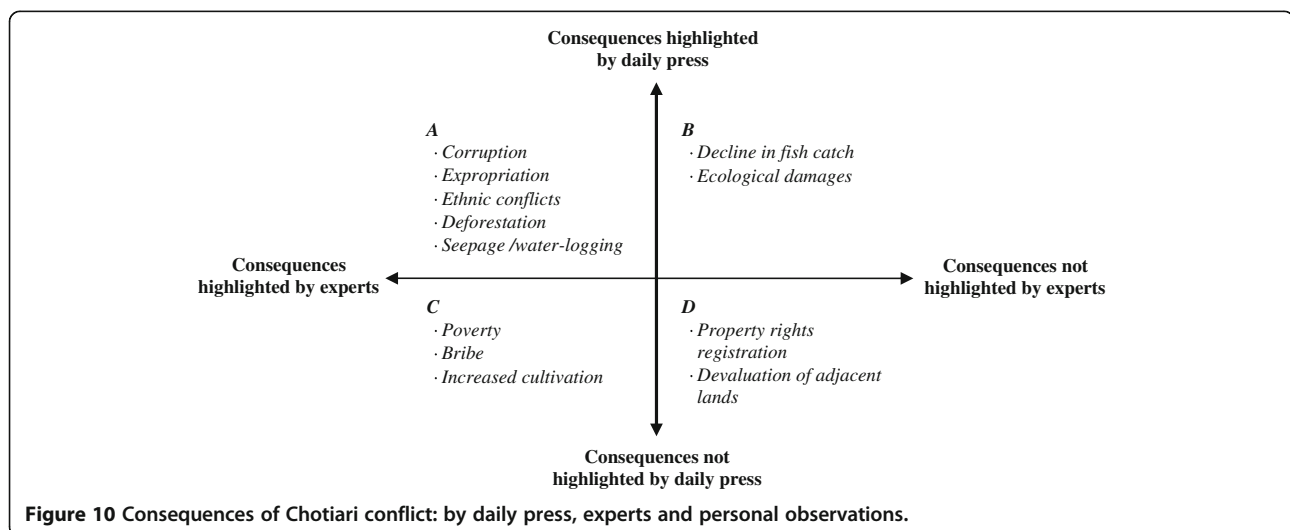 Consequences highlighted
by daily press
A
· Corruption
· Expropriation
· Ethnic conflicts
· Deforestation
· Seepage /water-logging
B
· Decline in fish catch
· Ecological damages
Consequences
highlighted by experts
Consequences not
highlighted by experts
C
· Poverty
· Bribe
· Increased cultivation
D
· Property rights
registration
· Devaluation of adjacent
lands
Consequences not
highlighted by daily press
Figure 10 Consequences of Chotiari conflict: by daily press, experts and personal observations.